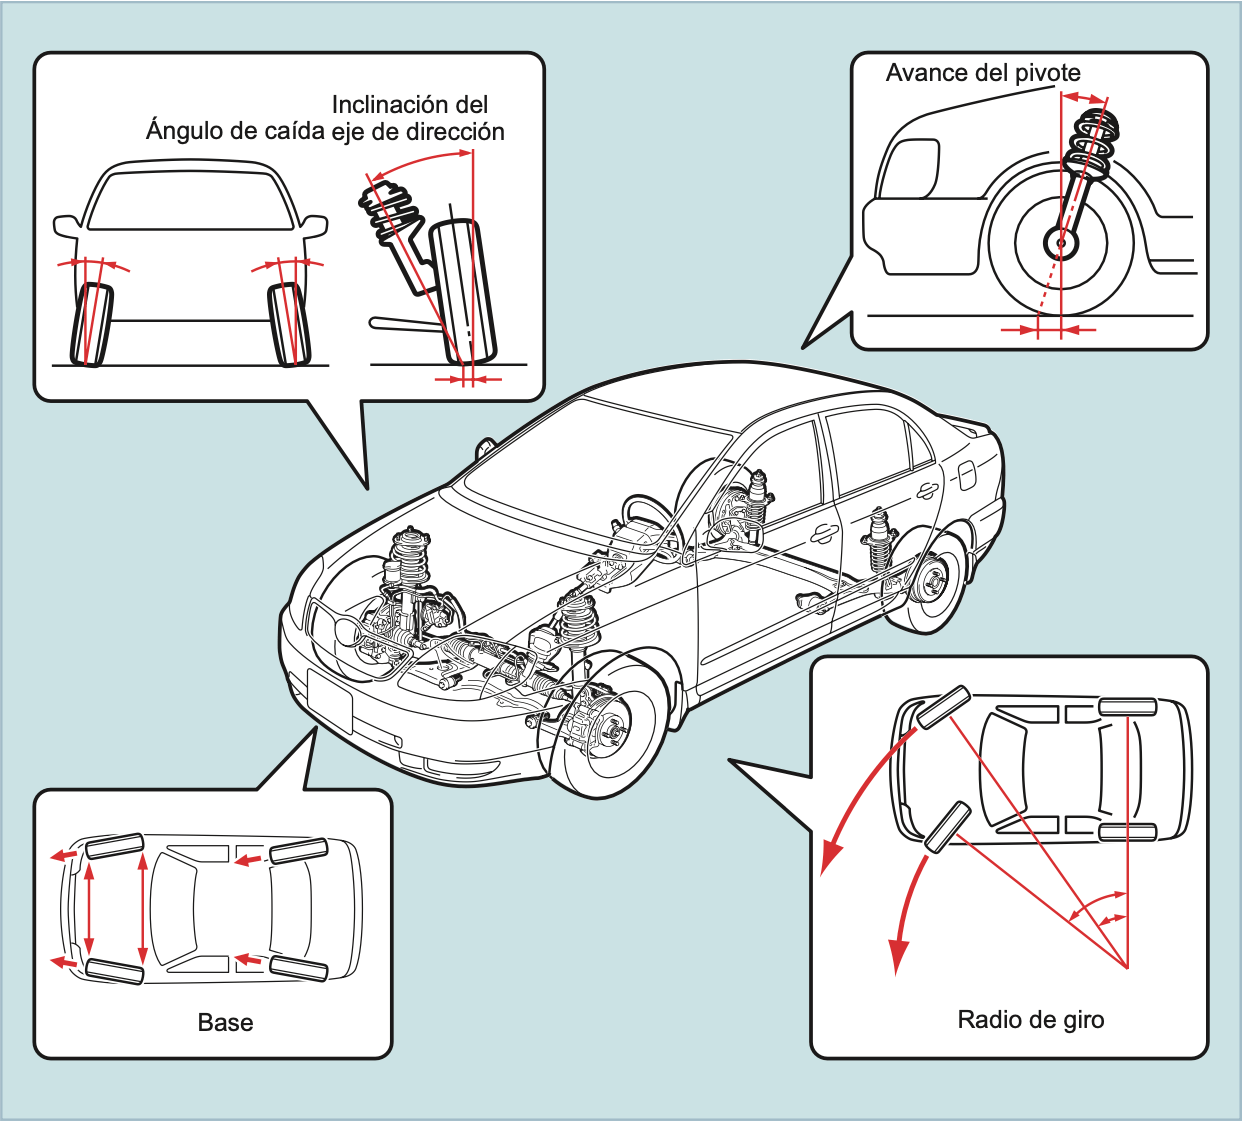 Ángulo de caída
Inclinación del
eje de dirección
Avance del pivote
Base
Radio de giro